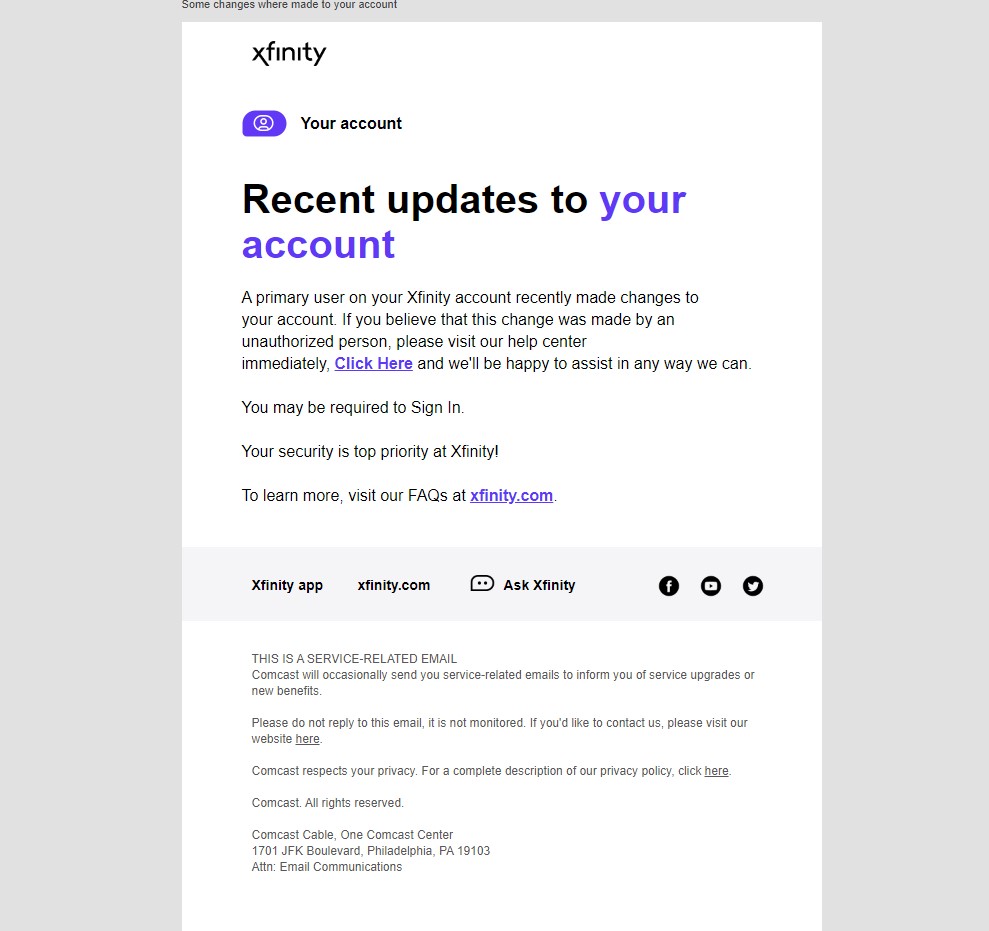 Some changes where made to your account
xfinity
Your account
Recent updates to your
account
A primary user on your Xfinity account recently made changes to
your account. If you believe that this change was made by an
unauthorized person, please visit our help center
immediately, Click Here and we'll be happy to assist in any way we can.
You may be required to Sign In.
Your security is top priority at Xfinity!
To learn more, visit our FAQs at xfinity.com.
Xfinity app xfinity.com Ask Xfinity
THIS IS A SERVICE-RELATED EMAIL
Comcast will occasionally send you service-related emails to inform you of service upgrades or
new benefits.
Please do not reply to this email, it is not monitored. If you'd like to contact us, please visit our
website here.
Comcast respects your privacy. For a complete description of our privacy policy, click here.
Comcast. All rights reserved.
Comcast Cable, One Comcast Center
1701 JFK Boulevard, Philadelphia, PA 19103
Attn: Email Communications